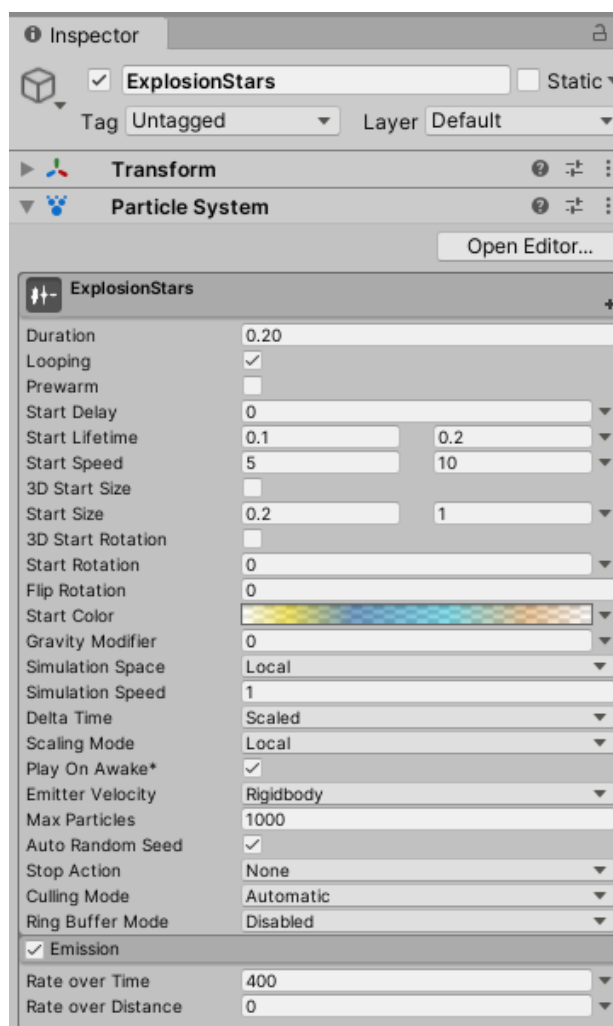 Inspector
ExplosionStars Static
Tag Untagged Layer Default
Transform
Particle System
Open Editor...
ExplosionStars
Duration 0.20
Looping
Prewarm
Start Delay 0
Start Lifetime 0.1 0.2
Start Speed 5 10
3D Start Size
Start Size 0.2 1
3D Start Rotation
Start Rotation 0
Flip Rotation 0
Start Color
Gravity Modifier 0
Simulation Space Local
Simulation Speed 1
Delta Time Scaled
Scaling Mode Local
Play On Awake*
Emitter Velocity Rigidbody
Max Particles 1000
Auto Random Seed
Stop Action None
Culling Mode Automatic
Ring Buffer Mode Disabled
Emission
Rate over Time 400
Rate over Distance 0